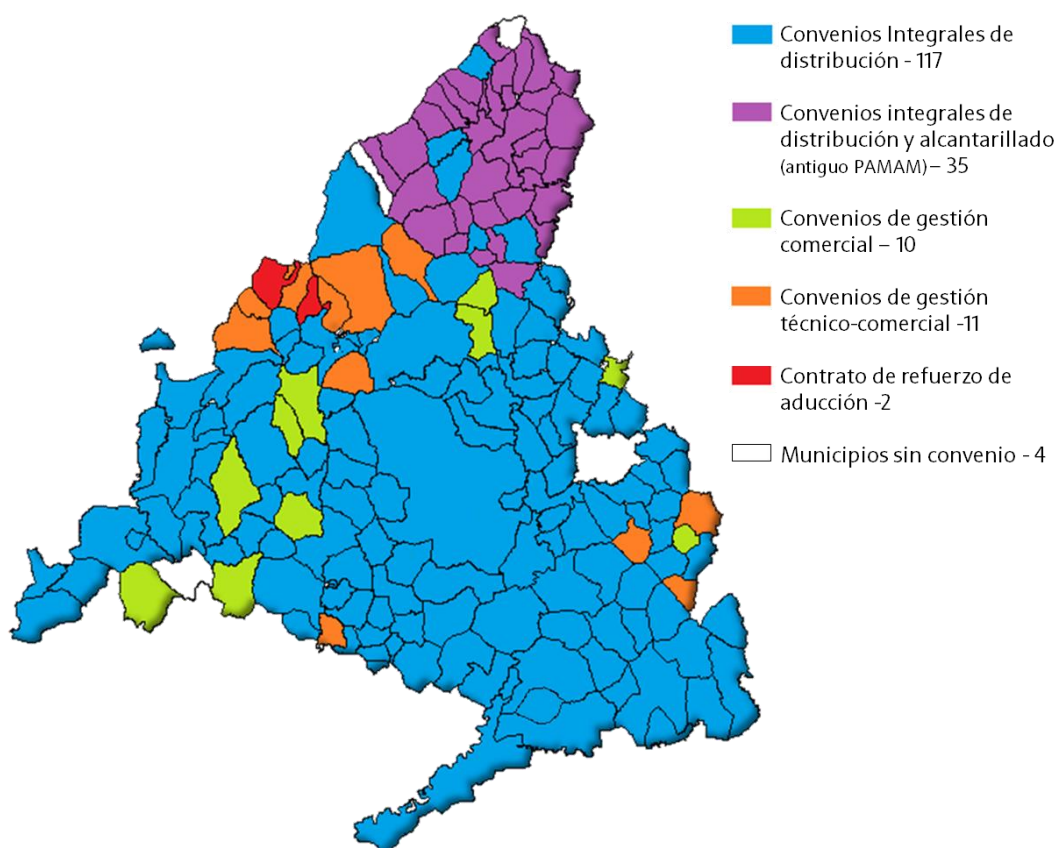 Convenios Integrales de
distribución - 117
Convenios integrales de
distribución y alcantarillado
(antiguo PAMAM) – 35
Convenios de gestión
comercial – 10
Convenios de gestión
técnico-comercial -11
Contrato de refuerzo de
aducción -2
Municipios sin convenio - 4